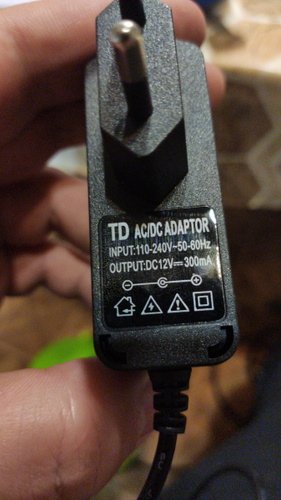 TD AC/DC ADAPTOR
INPUT:110-240V~50-60Hz
OUTPUT:DC12V⎓300mA